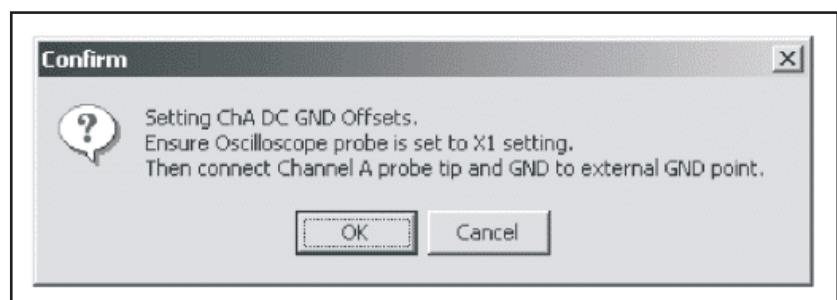 Confirm
Setting ChA DC GND Offsets.
Ensure Oscilloscope probe is set to X1 setting.
Then connect Channel A probe tip and GND to external GND point.
OK
Cancel